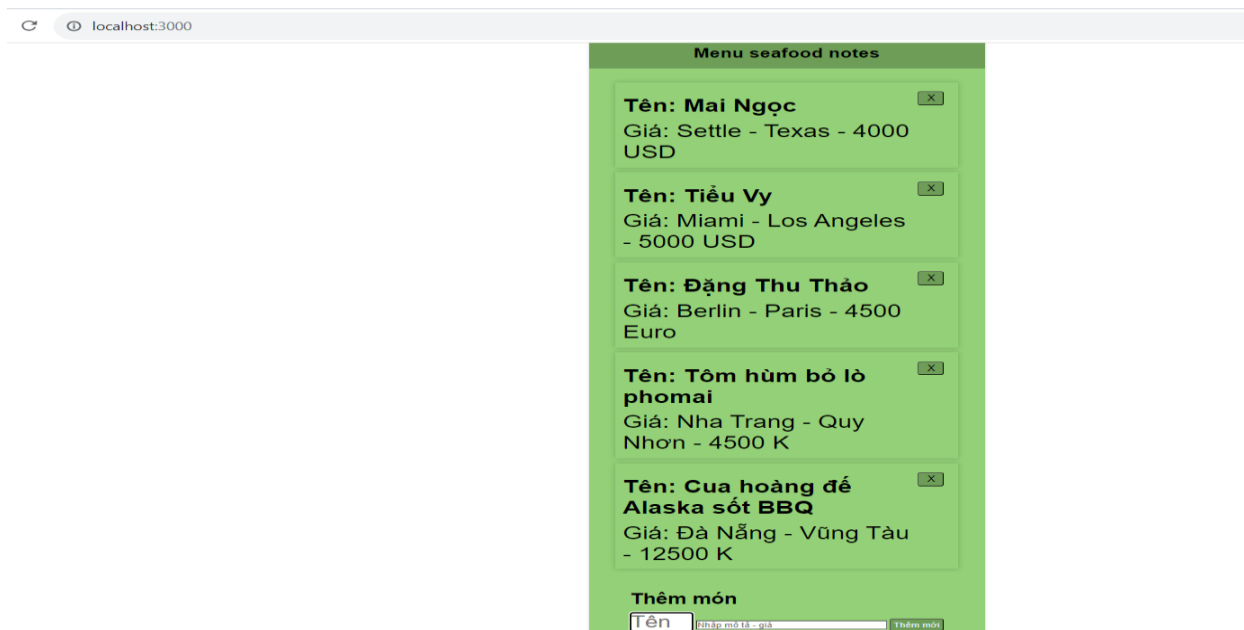 localhost:3000
Menu seafood notes
X
Tên: Mai Ngọc
Giá: Settle - Texas - 4000
USD
X
Tên: Tiểu Vy
Giá: Miami - Los Angeles
- 5000 USD
X
Tên: Đặng Thu Thảo
Giá: Berlin - Paris - 4500
Euro
X
Tên: Tôm hùm bỏ lò
phomai
Giá: Nha Trang - Quy
Nhơn - 4500 K
X
Tên: Cua hoàng đế
Alaska sốt BBQ
Giá: Đà Nẵng - Vũng Tàu
- 12500 K
Thêm món
Tên Nhập mô tả - giá Thêm mới